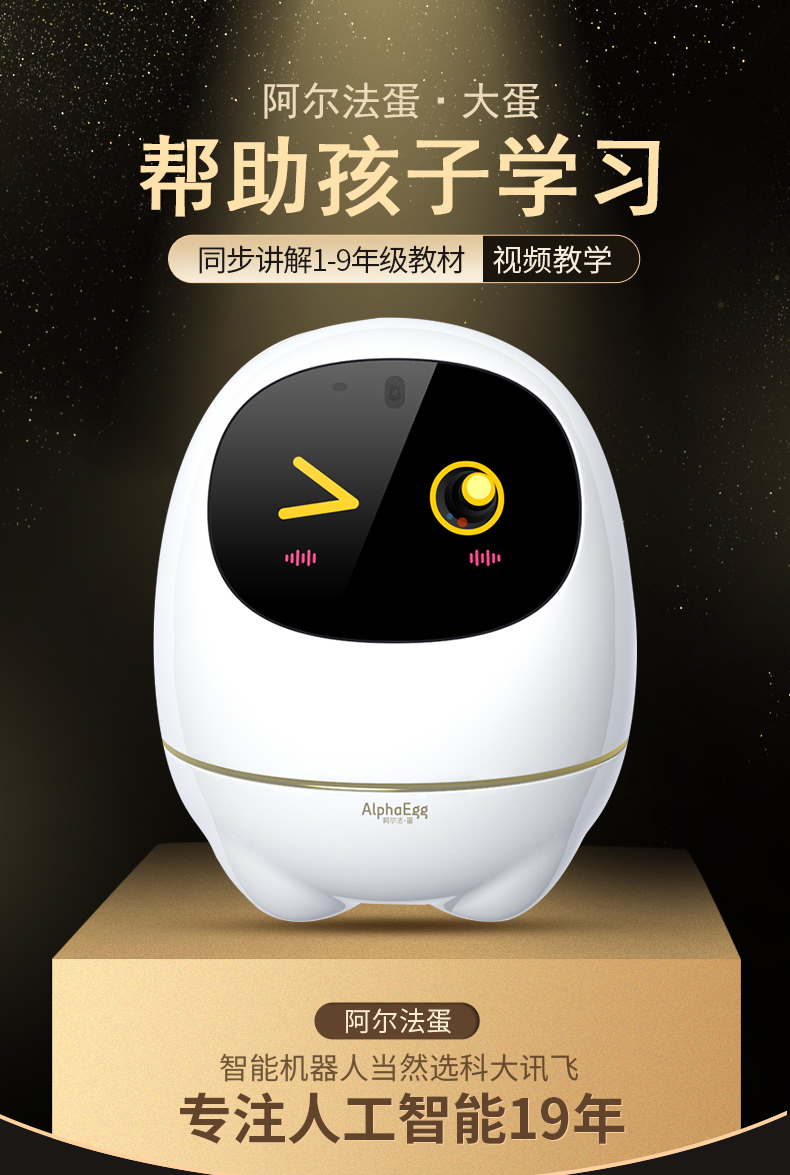 阿尔法蛋·大蛋
帮助孩子学习
同步讲解1-9年级教材 视频教学
AlphaEgg
阿尔法·蛋
阿尔法蛋
智能机器人当然选科大讯飞
专注人工智能19年